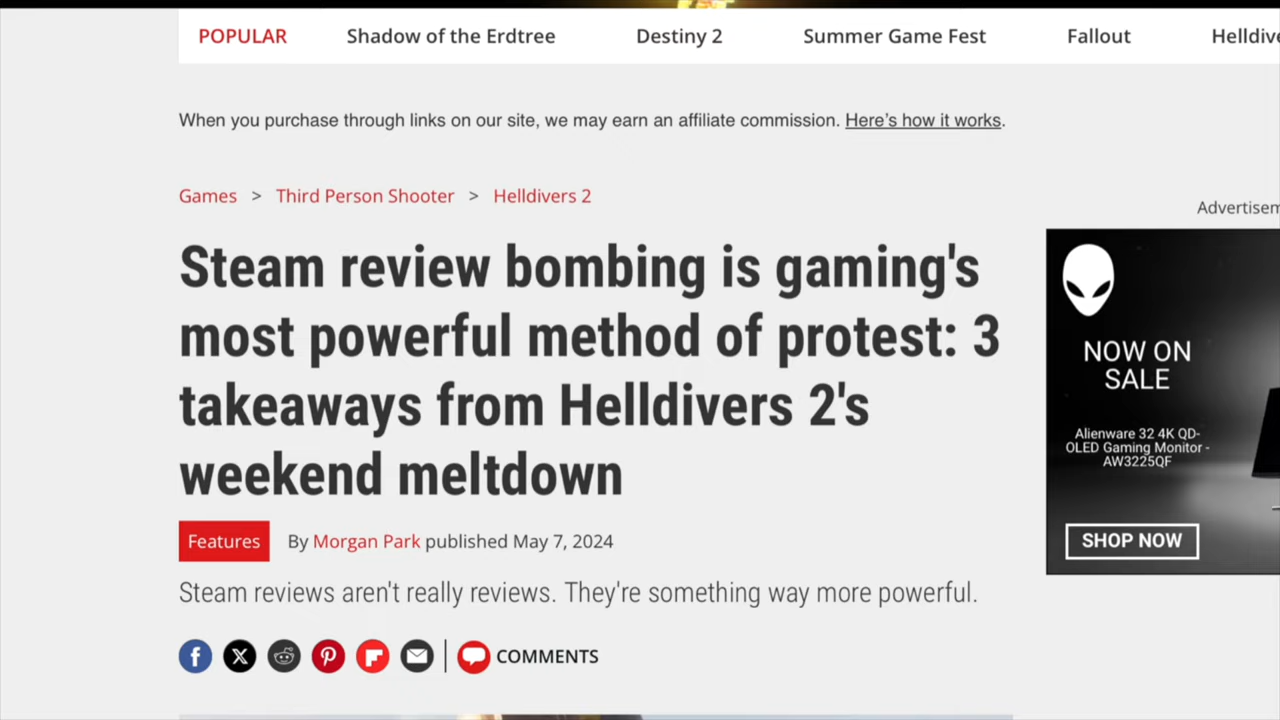 POPULAR Shadow of the Erdtree Destiny 2 Summer Game Fest Fallout Helldive
When you purchase through links on our site, we may earn an affiliate commission. Here's how it works.
Games > Third Person Shooter > Helldivers 2
Advertisem
Steam review bombing is gaming's
most powerful method of protest: 3
takeaways from Helldivers 2's
weekend meltdown
Features By Morgan Park published May 7, 2024
Steam reviews aren't really reviews. They're something way more powerful.
COMMENTS
NOW ON
SALE
Alienware 32 4K QD-
OLED Gaming Monitor -
AW3225QF
SHOP NOW